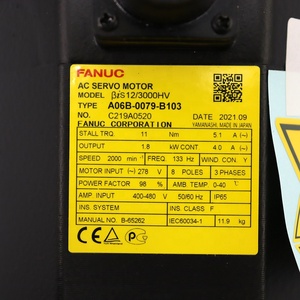 FANUC
AC SERVO MOTOR
MODEL βiS12/3000HV
TYPE A06B-0079-B103
NO. C219A0520 DATE 2021.09
FANUC CORPORATION YAMANASHI, MADE IN JAPAN
STALL TRQ. 11 Nm 5.1 A (~)
OUTPUT 1.8 kW CONT. 4.0 A (~)
SPEED 2000 min⁻¹ FREQ. 133 Hz WINDING CON. Y
MOTOR INPUT (~) 278 V 8 POLES 3 PHASES
POWER FACTOR 98 % AMB. TEMP. 0-40 °C
AMP. INPUT (~) 400-480 V 50/60 Hz IP65
INS. SYSTEM INS. CLASS F
MANUAL NO. B-65262 IEC60034-1 11.9 kg
CE